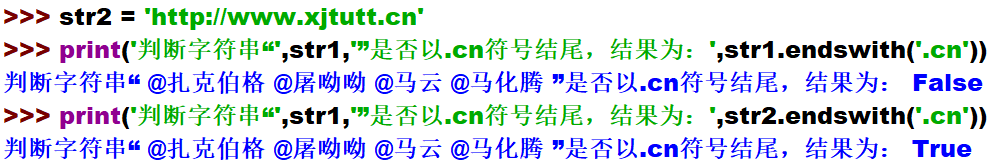 >>> str2 = 'http://www.xjtutt.cn'
>>> print('判断字符串“',str1,'”是否以.cn符号结尾，结果为：',str1.endswith('.cn'))
判断字符串“ @扎克伯格 @屠呦呦 @马云 @马化腾 ”是否以.cn符号结尾，结果为： False
>>> print('判断字符串“',str1,'”是否以.cn符号结尾，结果为：',str2.endswith('.cn'))
判断字符串“ @扎克伯格 @屠呦呦 @马云 @马化腾 ”是否以.cn符号结尾，结果为： True